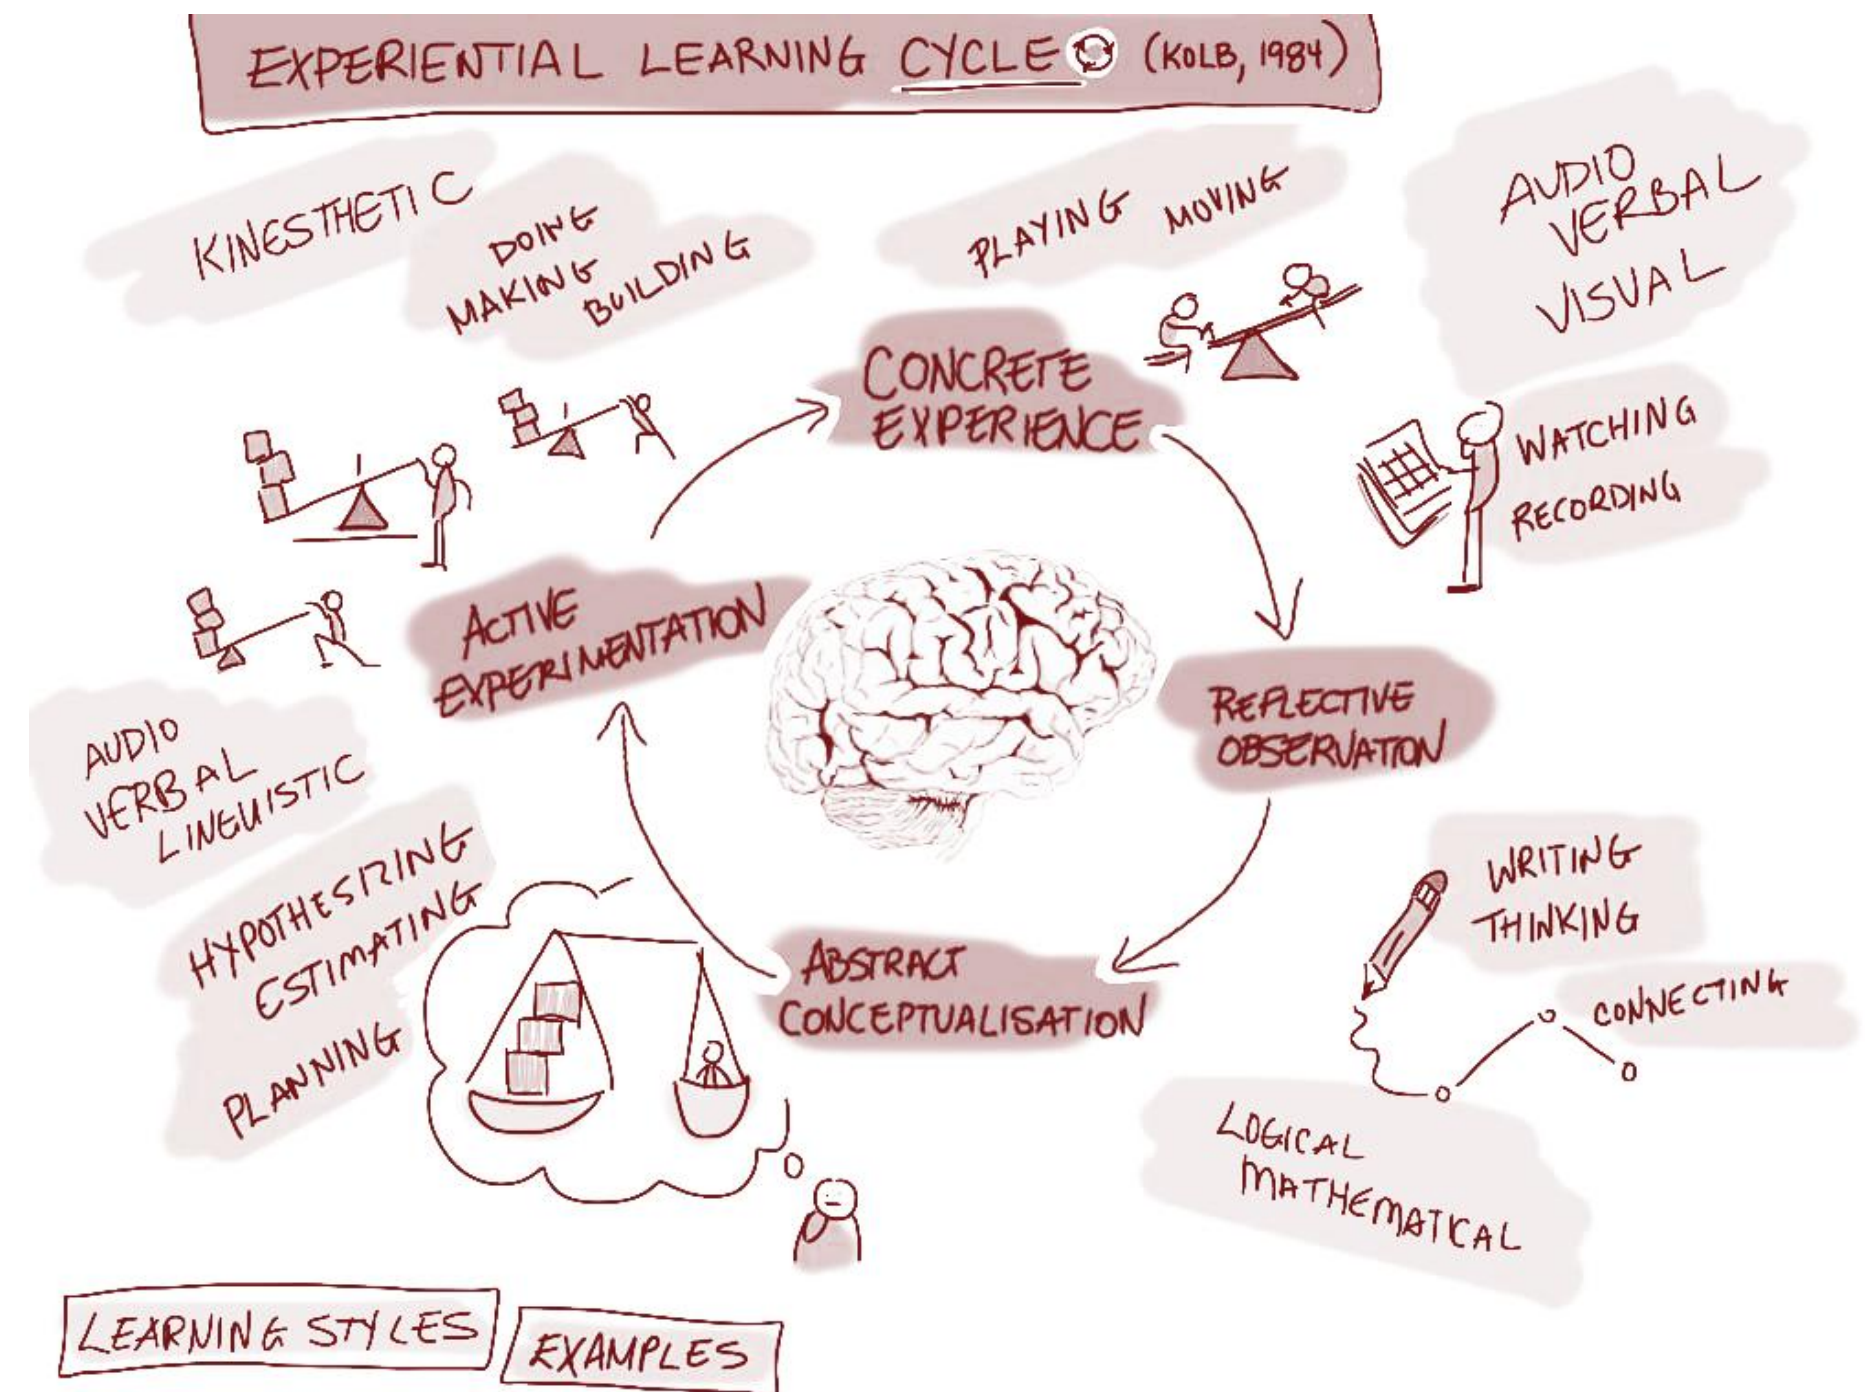 EXPERIENTIAL LEARNING CYCLE (KOLB, 1984)
KINESTHETIC
DOING
MAKING
BUILDING
PLAYING MOVING
AUDIO
VERBAL
VISUAL
CONCRETE
EXPERIENCE
WATCHING
RECORDING
ACTIVE
EXPERIMENTATION
REFLECTIVE
OBSERVATION
AUDIO
VERBAL
LINGUISTIC
HYPOTHESIZING
ESTIMATING
PLANNING
WRITING
THINKING
CONNECTING
ABSTRACT
CONCEPTUALISATION
LOGICAL
MATHEMATICAL
LEARNING STYLES
EXAMPLES